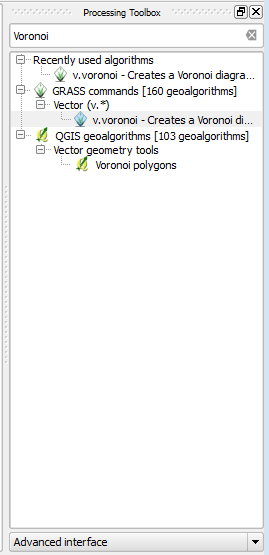 Processing Toolbox
Voronoi
Recently used algorithms
v.voronoi - Creates a Voronoi diagra...
GRASS commands [160 geoalgorithms]
Vector (v.*)
v.voronoi - Creates a Voronoi di...
QGIS geoalgorithms [103 geoalgorithms]
Vector geometry tools
Voronoi polygons
Advanced interface